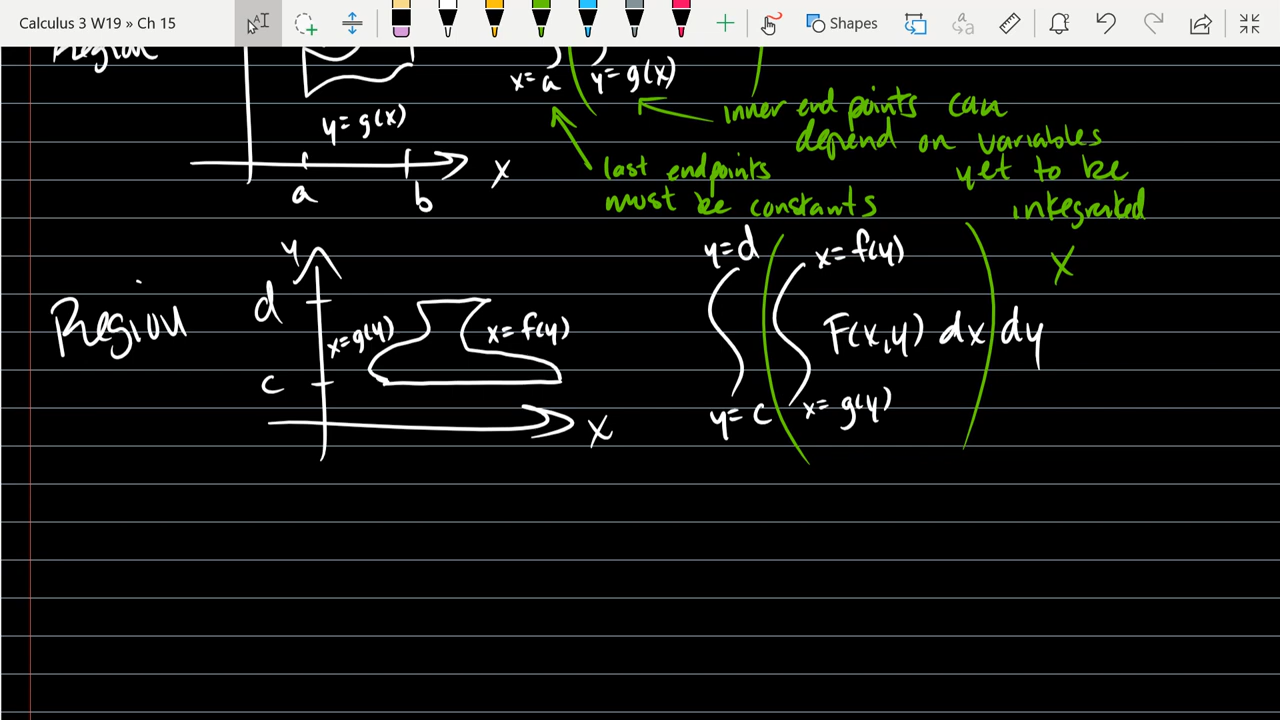 Calculus 3 W19 » Ch 15
Shapes
Region
y=g(x)
a
b
x
x=a
y=g(x)
inner end points can
depend on variables
yet to be
integrated
x
last endpoints
must be constants
Region
y
d
c
x=g(y)
x=f(y)
x
y=d
x=f(y)
F(x,y) dx dy
y=c
x=g(y)